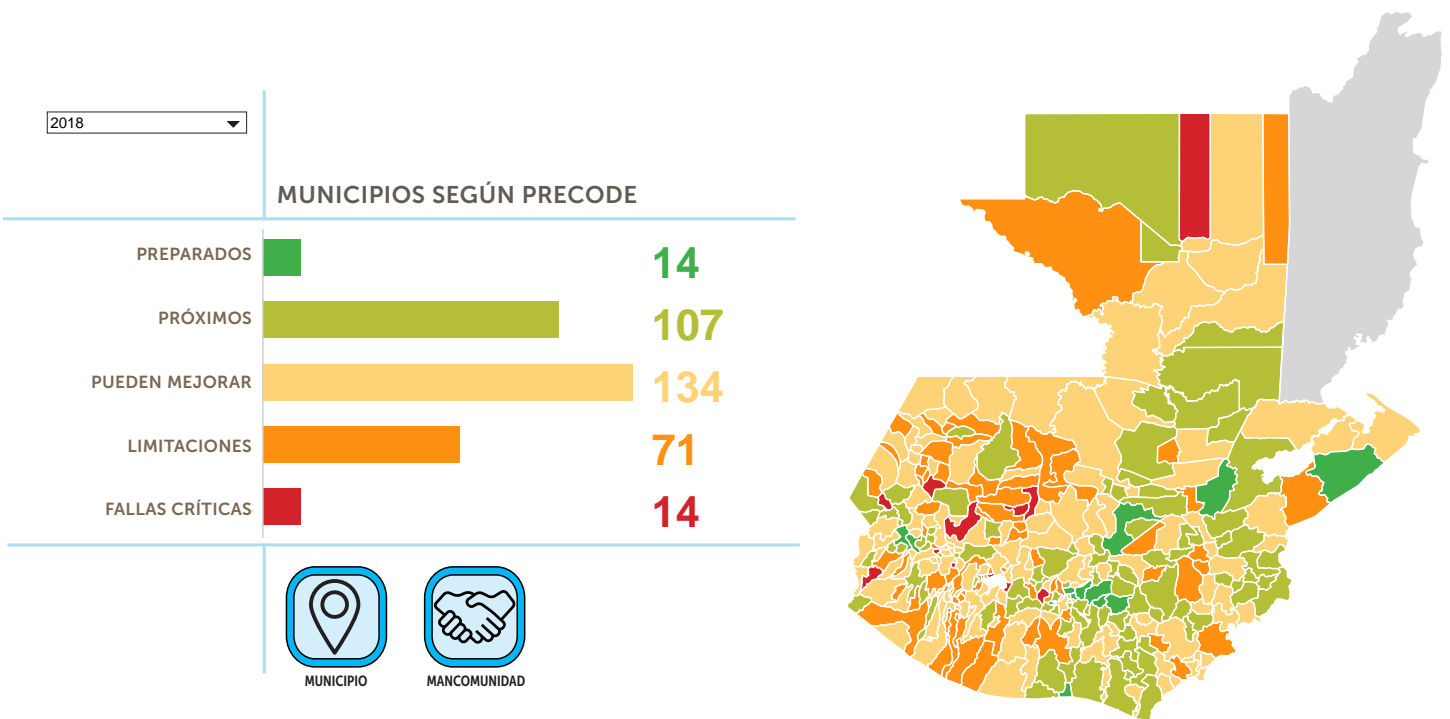 2018
MUNICIPIOS SEGÚN PRECODE
PREPARADOS 14
PRÓXIMOS 107
PUEDEN MEJORAR 134
LIMITACIONES 71
FALLAS CRÍTICAS 14
MUNICIPIO MANCOMUNIDAD